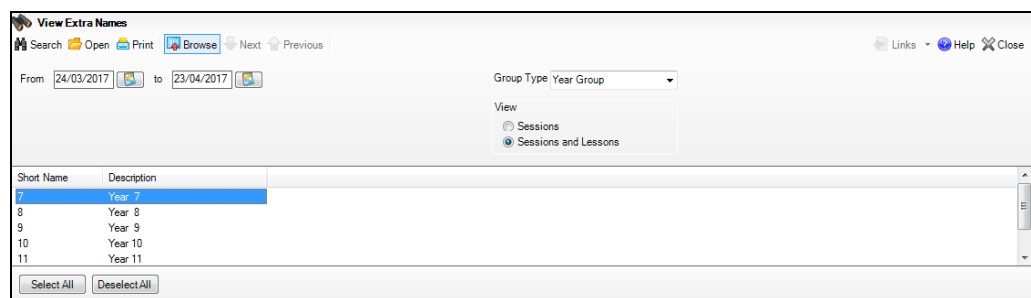 View Extra Names
Search Open Print Browse Next Previous Links Help Close
From 24/03/2017 to 23/04/2017 Group Type Year Group
View
Sessions
Sessions and Lessons
Short Name Description
7 Year 7
8 Year 8
9 Year 9
10 Year 10
11 Year 11
Select All Deselect All